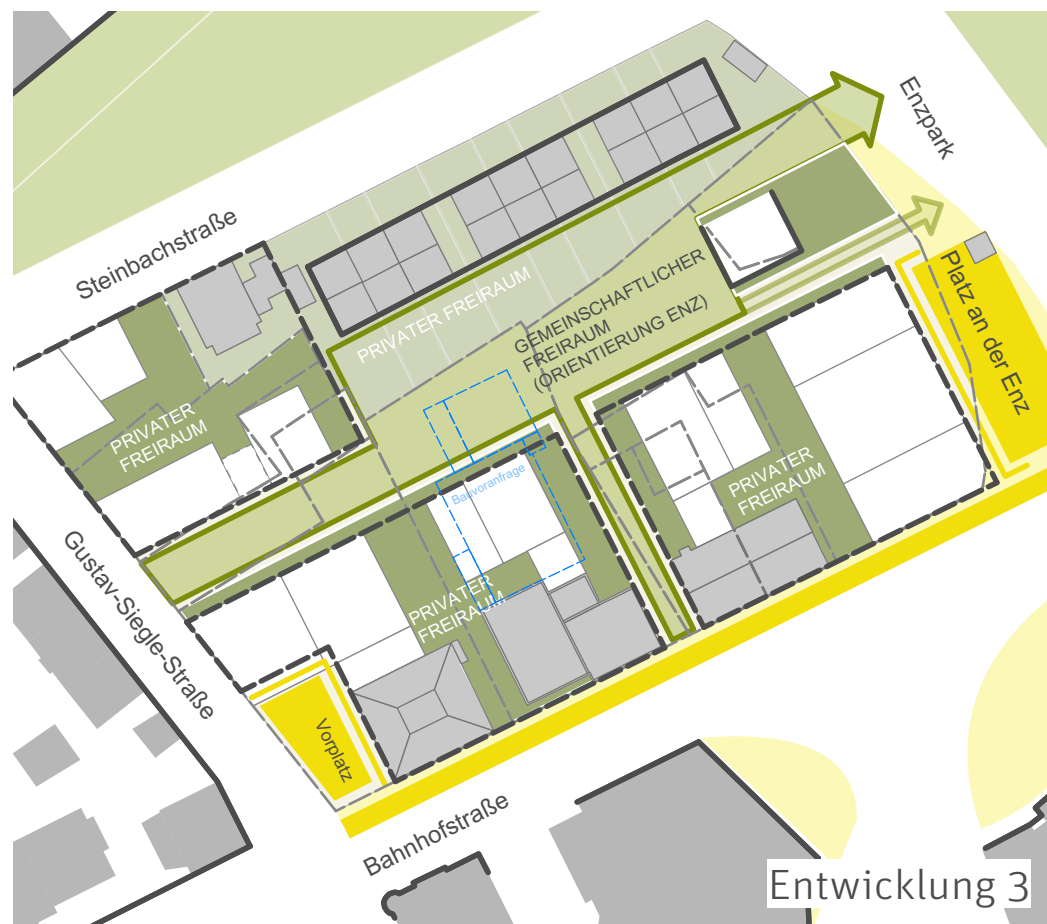 Enzpark
Steinbachstraße
PRIVATER FREIRAUM
GEMEINSCHAFTLICHER
FREIRAUM
(ORIENTIERUNG ENZ)
Platz an der Enz
PRIVATER
FREIRAUM
Bauvoranfrage
PRIVATER
FREIRAUM
Gustav-Siegle-Straße
PRIVATER
FREIRAUM
Vorplatz
Bahnhofstraße
Entwicklung 3